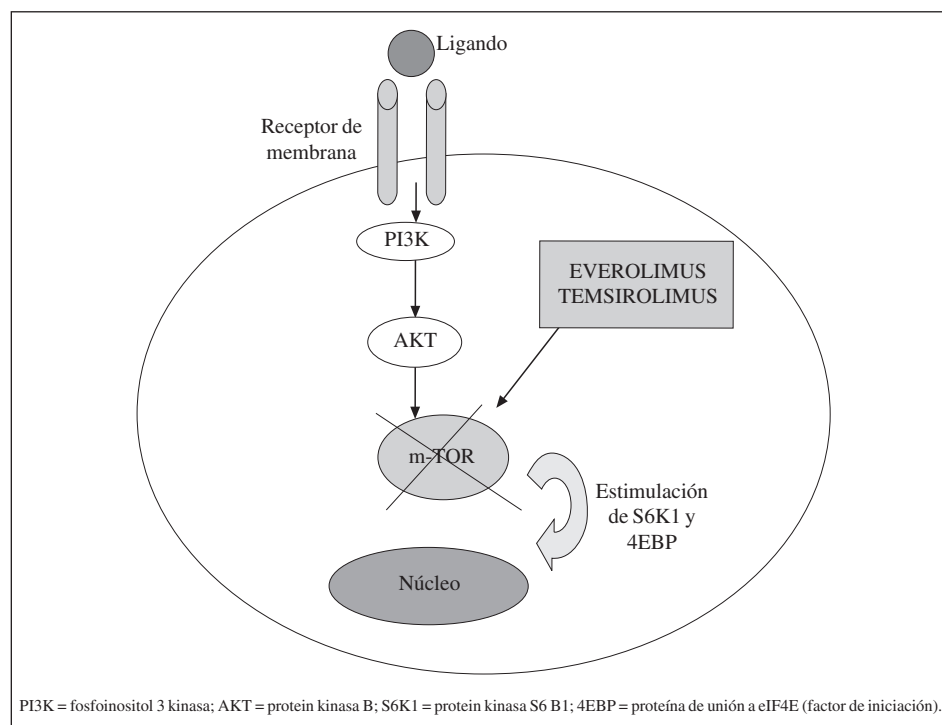 Ligando
Receptor de
membrana
PI3K
EVEROLIMUS
TEMSIROLIMUS
AKT
m-TOR
Estimulación
de S6K1 y
4EBP
Núcleo
PI3K = fosfoinositol 3 kinasa; AKT = protein kinasa B; S6K1 = protein kinasa S6 B1; 4EBP = proteína de unión a eIF4E (factor de iniciación).